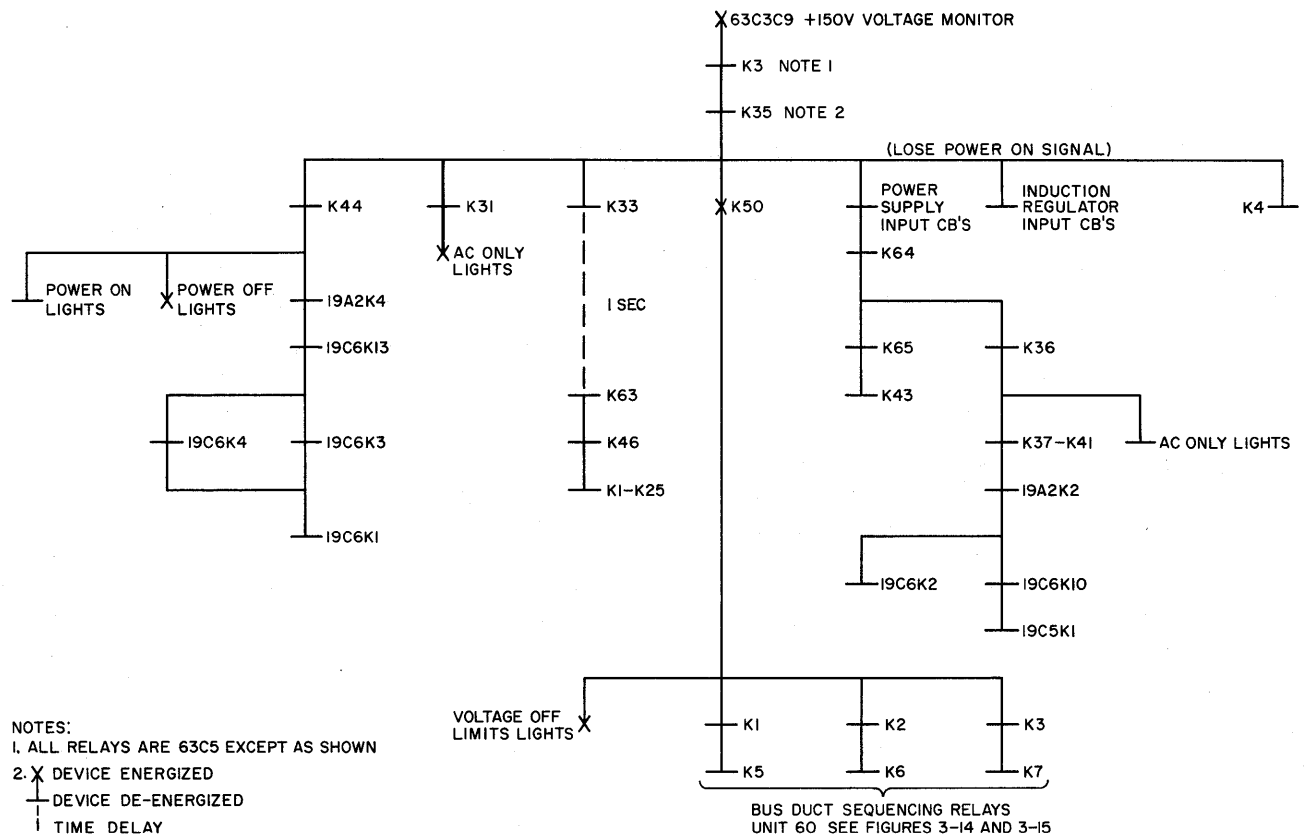 63C3C9 +150V VOLTAGE MONITOR
K3 NOTE 1
K35 NOTE 2
(LOSE POWER ON SIGNAL)
K44
K31
K33
K50
POWER
SUPPLY
INPUT CB'S
INDUCTION
REGULATOR
INPUT CB'S
K4
AC ONLY
LIGHTS
K64
POWER ON
LIGHTS
POWER OFF
LIGHTS
19A2K4
1 SEC
19C6K13
K65
K36
K63
K43
19C6K4
19C6K3
K46
K37-K41
AC ONLY LIGHTS
K1-K25
19A2K2
19C6K1
19C6K2
19C6K10
19C5K1
VOLTAGE OFF
LIMITS LIGHTS
K1
K2
K3
K5
K6
K7
BUS DUCT SEQUENCING RELAYS
UNIT 60 SEE FIGURES 3-14 AND 3-15
NOTES:
1. ALL RELAYS ARE 63C5 EXCEPT AS SHOWN
2. X DEVICE ENERGIZED
DEVICE DE-ENERGIZED
TIME DELAY